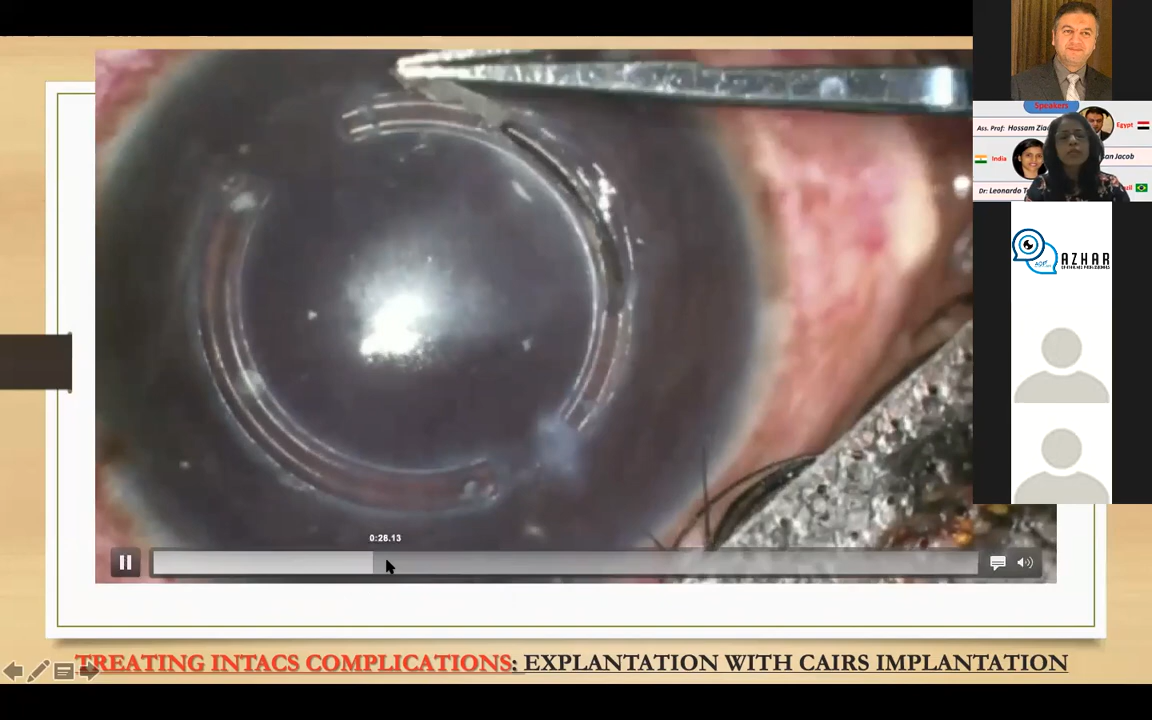 Speakers
Ass. Prof: Hossam
Egypt
India
Jacob
Dr: Leonardo
AZHAR
0:28.13
TREATING INTACS COMPLICATIONS: EXPLANTATION WITH CAIRS IMPLANTATION